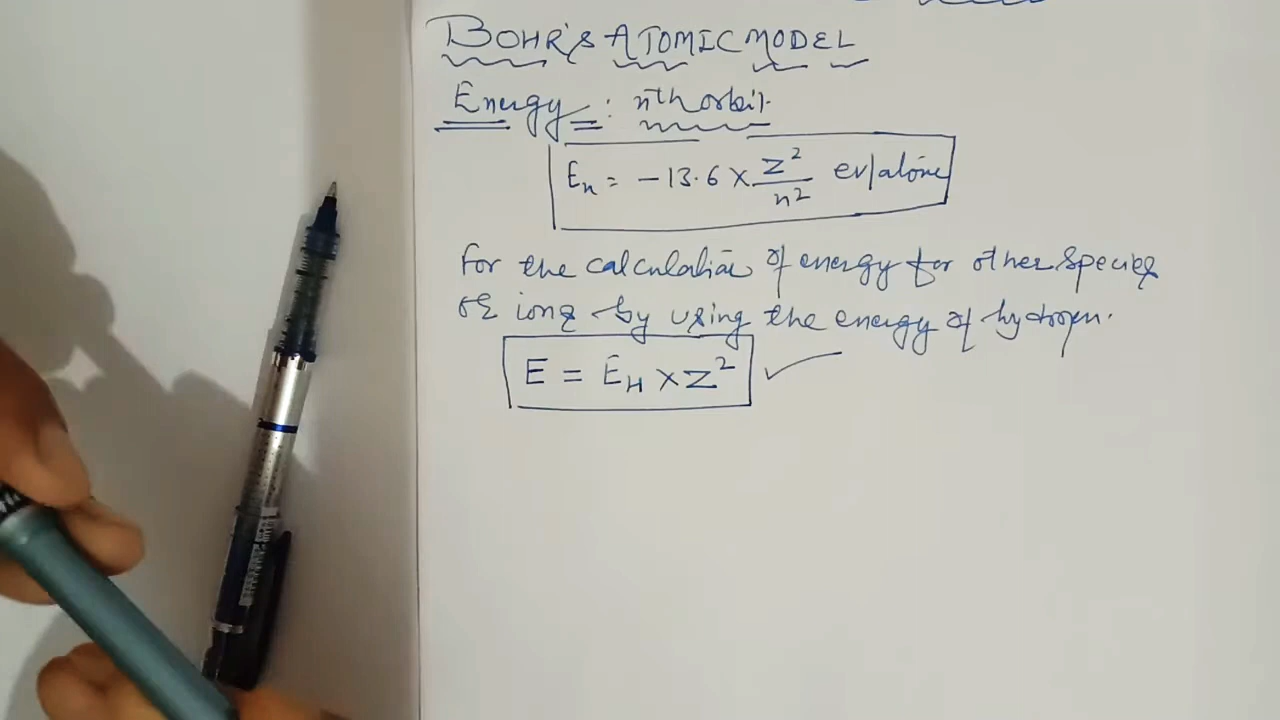 BOHR'S ATOMIC MODEL
Energy : nth orbit.
En = -13.6 × Z²/n² ev/atom
for the calculation of energy for other species
or ions by using the energy of hydrogen.
E = EH × Z²